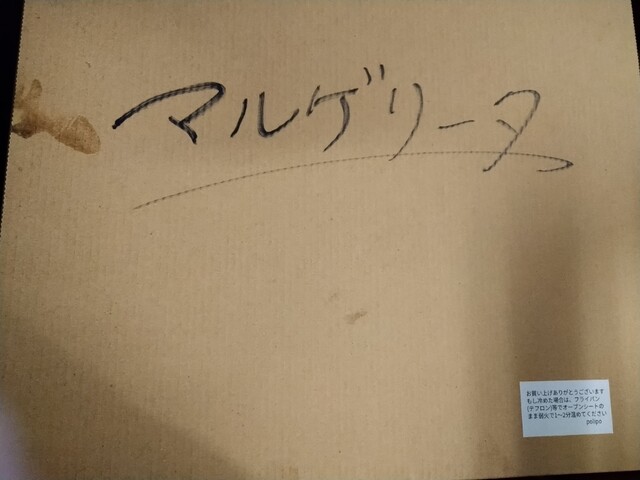 マルゲリータ
お買い上げありがとうございます
もし冷めた場合は、フライパン
(テフロン)等でオーブンシートの
まま弱火で1〜2分温めてください
polipo